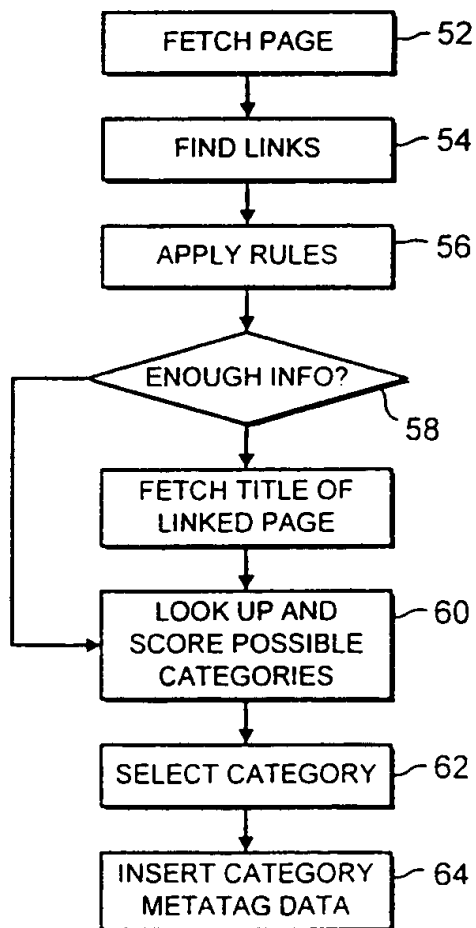 FETCH PAGE
52
FIND LINKS
54
APPLY RULES
56
ENOUGH INFO?
58
FETCH TITLE OF
LINKED PAGE
LOOK UP AND
SCORE POSSIBLE
CATEGORIES
60
SELECT CATEGORY
62
INSERT CATEGORY
METATAG DATA
64